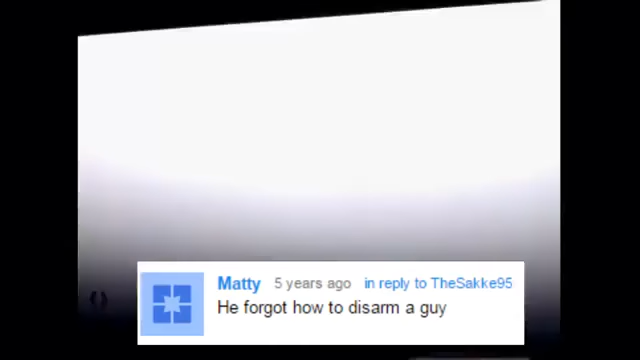 Matty 5 years ago in reply to TheSakke95
He forgot how to disarm a guy